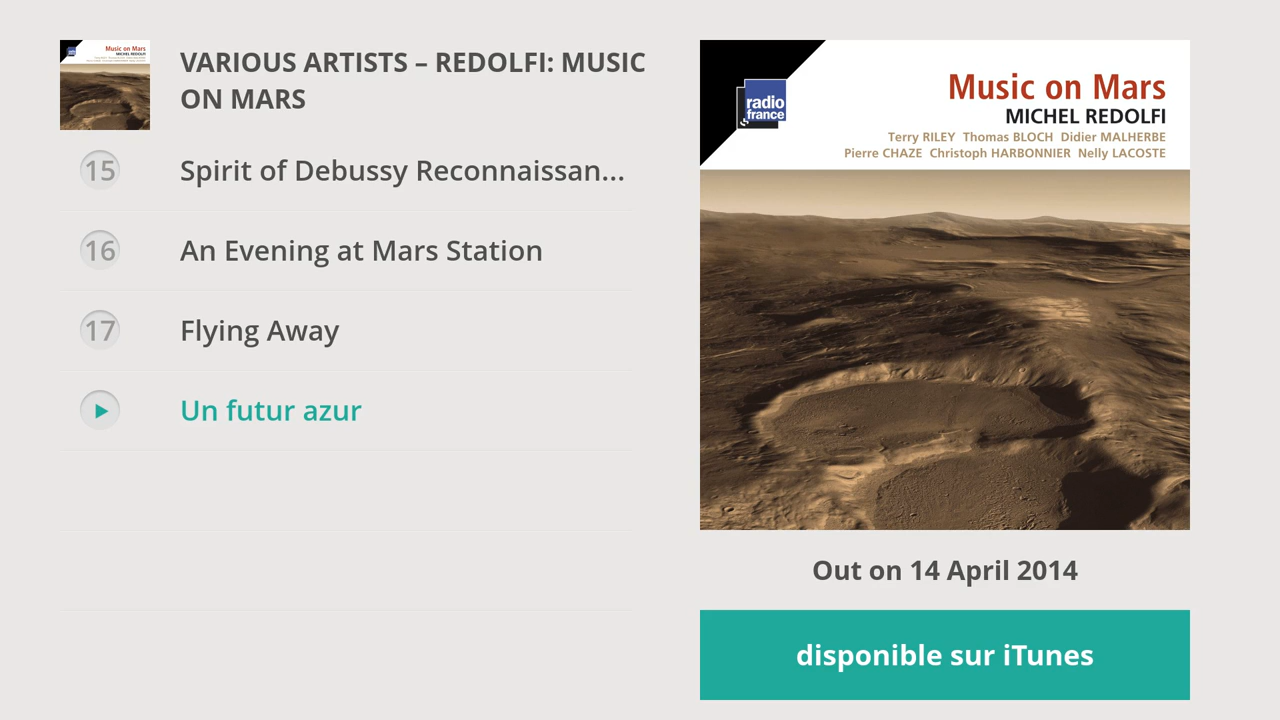 VARIOUS ARTISTS – REDOLFI: MUSIC
ON MARS
15 Spirit of Debussy Reconnaissan...
16 An Evening at Mars Station
17 Flying Away
Un futur azur
radio
france
Music on Mars
MICHEL REDOLFI
Terry RILEY Thomas BLOCH Didier MALHERBE
Pierre CHAZE Christoph HARBONNIER Nelly LACOSTE
Out on 14 April 2014
disponible sur iTunes